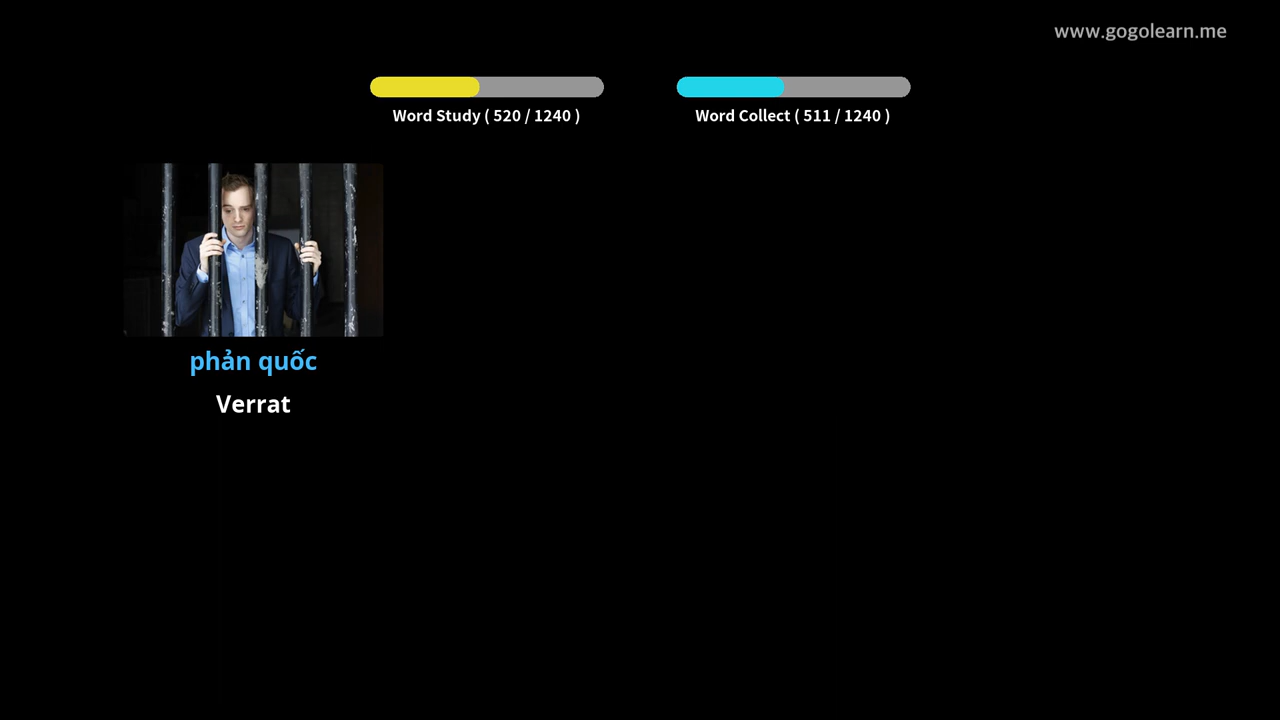 www.gogolearn.me
Word Study ( 520 / 1240 )
Word Collect ( 511 / 1240 )
phản quốc
Verrat